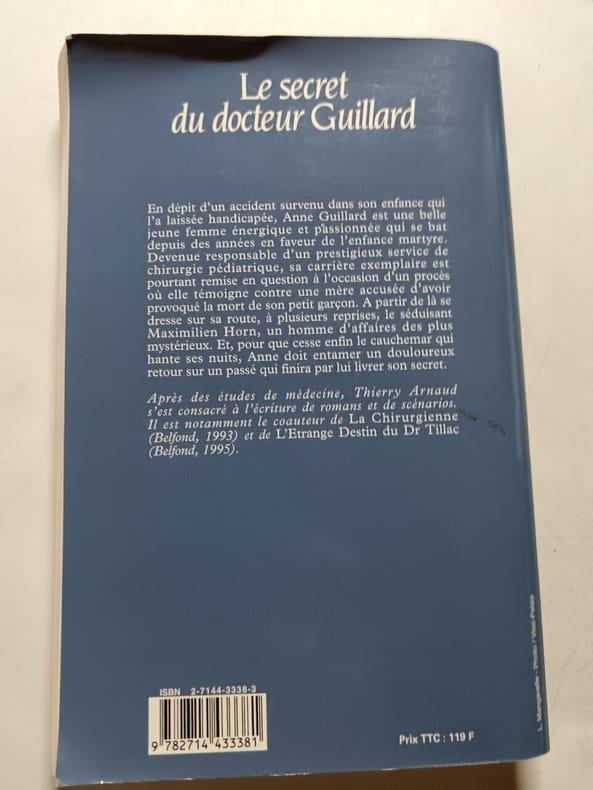 Le secret
du docteur Guillard
En dépit d'un accident survenu dans son enfance qui
l'a laissée handicapée, Anne Guillard est une belle
jeune femme énergique et passionnée qui se bat
depuis des années en faveur de l'enfance martyre.
Devenue responsable d'un prestigieux service de
chirurgie pédiatrique, sa carrière exemplaire est
pourtant remise en question à l'occasion d'un procès
où elle témoigne contre une mère accusée d'avoir
provoqué la mort de son petit garçon. A partir de là se
dresse sur sa route, à plusieurs reprises, le séduisant
Maximilien Horn, un homme d'affaires des plus
mystérieux. Et, pour que cesse enfin le cauchemar qui
hante ses nuits, Anne doit entamer un douloureux
retour sur un passé qui finira par lui livrer son secret.
Après des études de médecine, Thierry Arnaud
s'est consacré à l'écriture de romans et de scénarios.
Il est notamment le coauteur de La Chirurgienne
(Belfond, 1993) et de L'Etrange Destin du Dr Tillac
(Belfond, 1995).
ISBN 2-7144-3338-3
9 782714 433381
Prix TTC : 119 F
L. - Photo / Visa-Palais